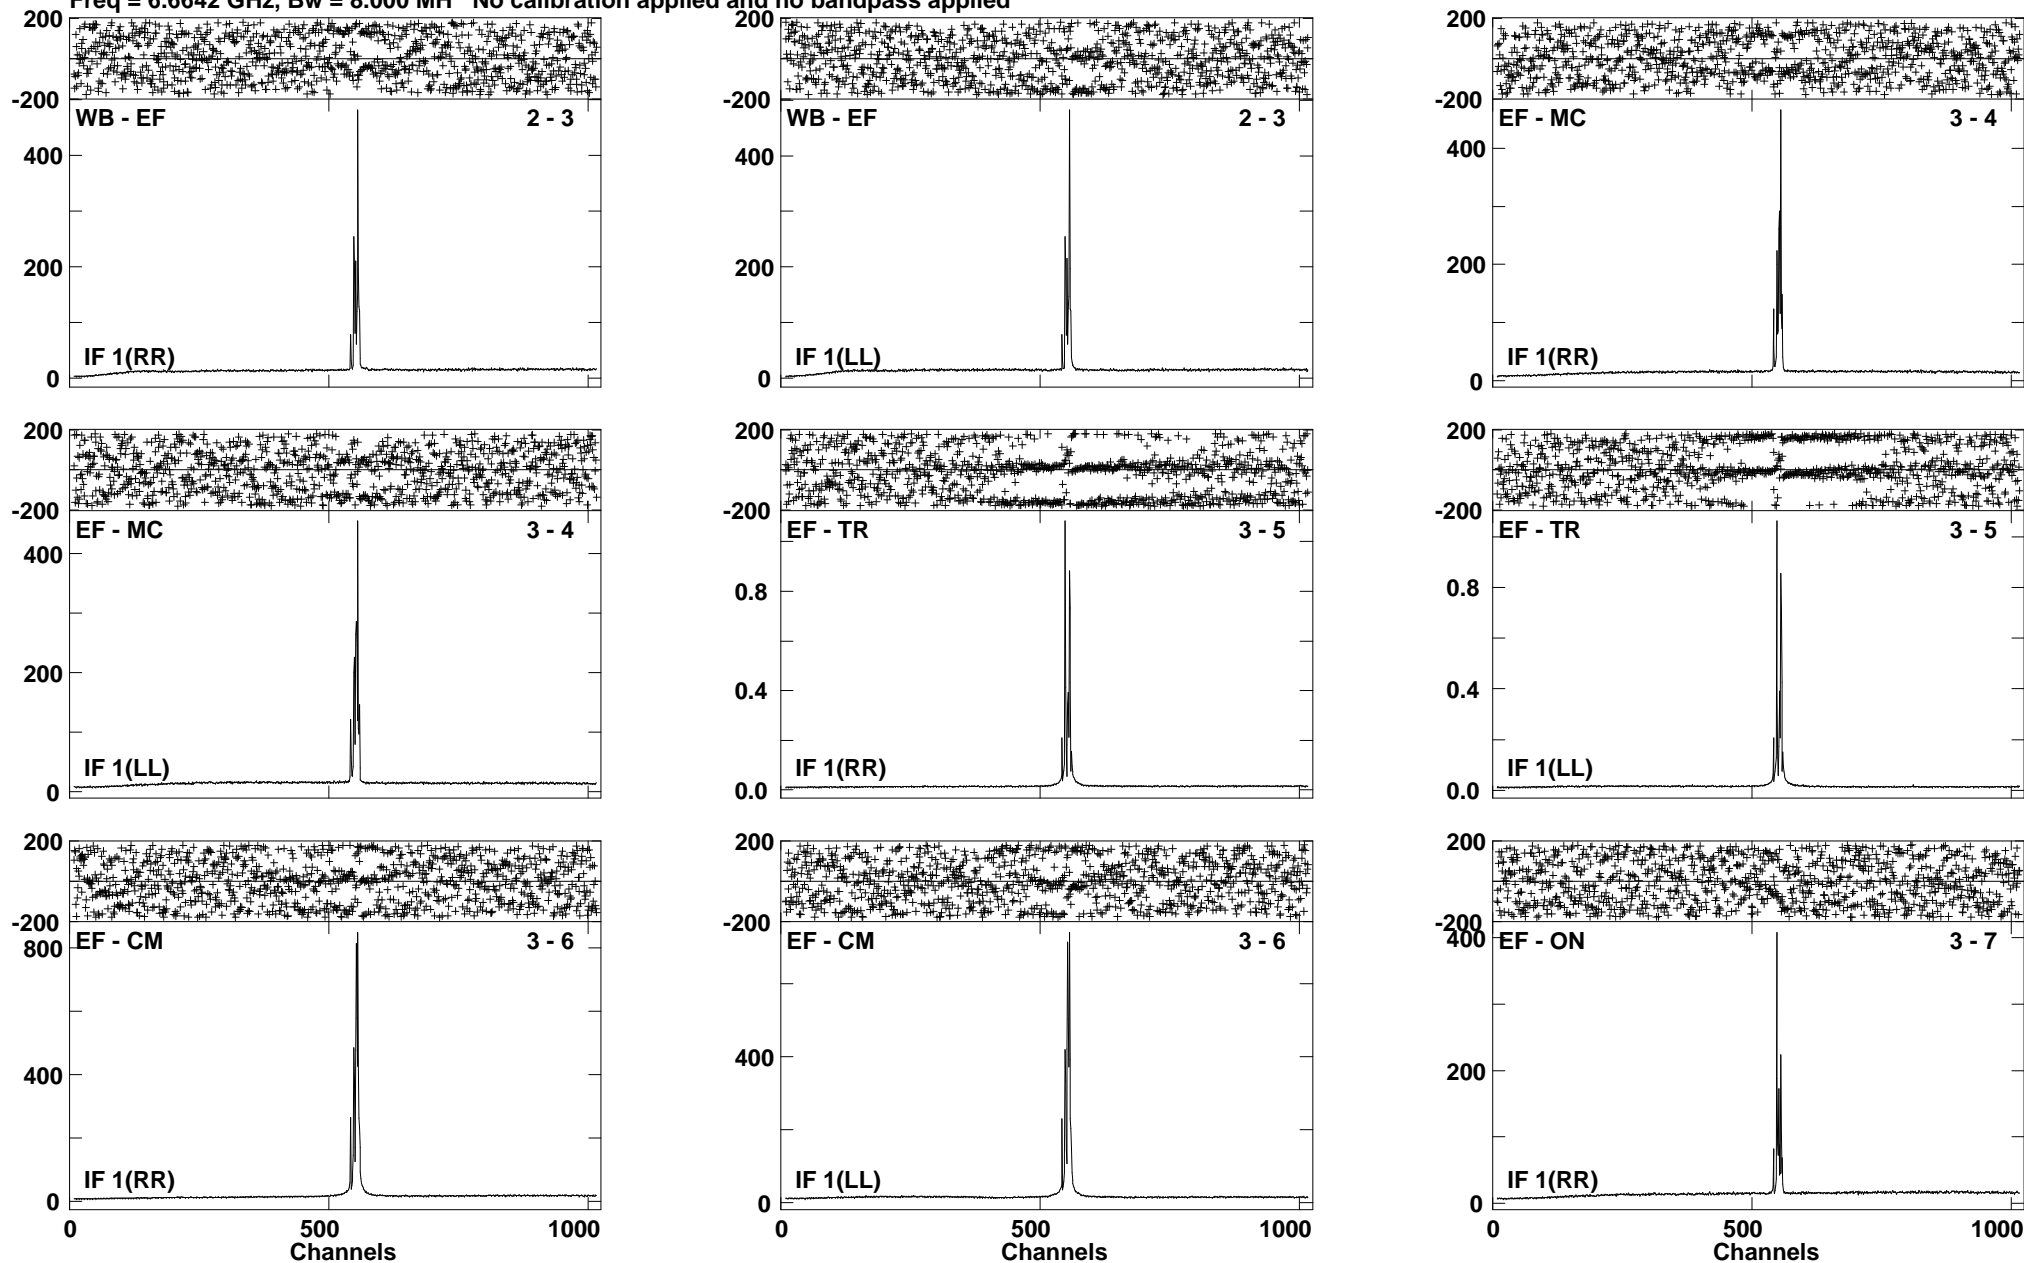 Freq = 6.6642 GHz, Bw = 8.000 MH No calibration applied and no bandpass applied
200
-200
WB - EF 2 - 3
400
200
IF 1(RR)
0
200
-200
WB - EF 2 - 3
400
200
IF 1(LL)
0
200
-200
EF - MC 3 - 4
400
200
IF 1(RR)
0
200
-200
EF - MC 3 - 4
400
200
IF 1(LL)
0
200
-200
EF - TR 3 - 5
0.8
0.4
IF 1(RR)
0.0
200
-200
EF - TR 3 - 5
0.8
0.4
IF 1(LL)
0.0
200
-200
EF - CM 3 - 6
800
400
IF 1(RR)
0
0 500 1000
Channels
200
-200
EF - CM 3 - 6
400
IF 1(LL)
0
0 500 1000
Channels
200
-200
EF - ON 3 - 7
400
200
IF 1(RR)
0
0 500 1000
Channels